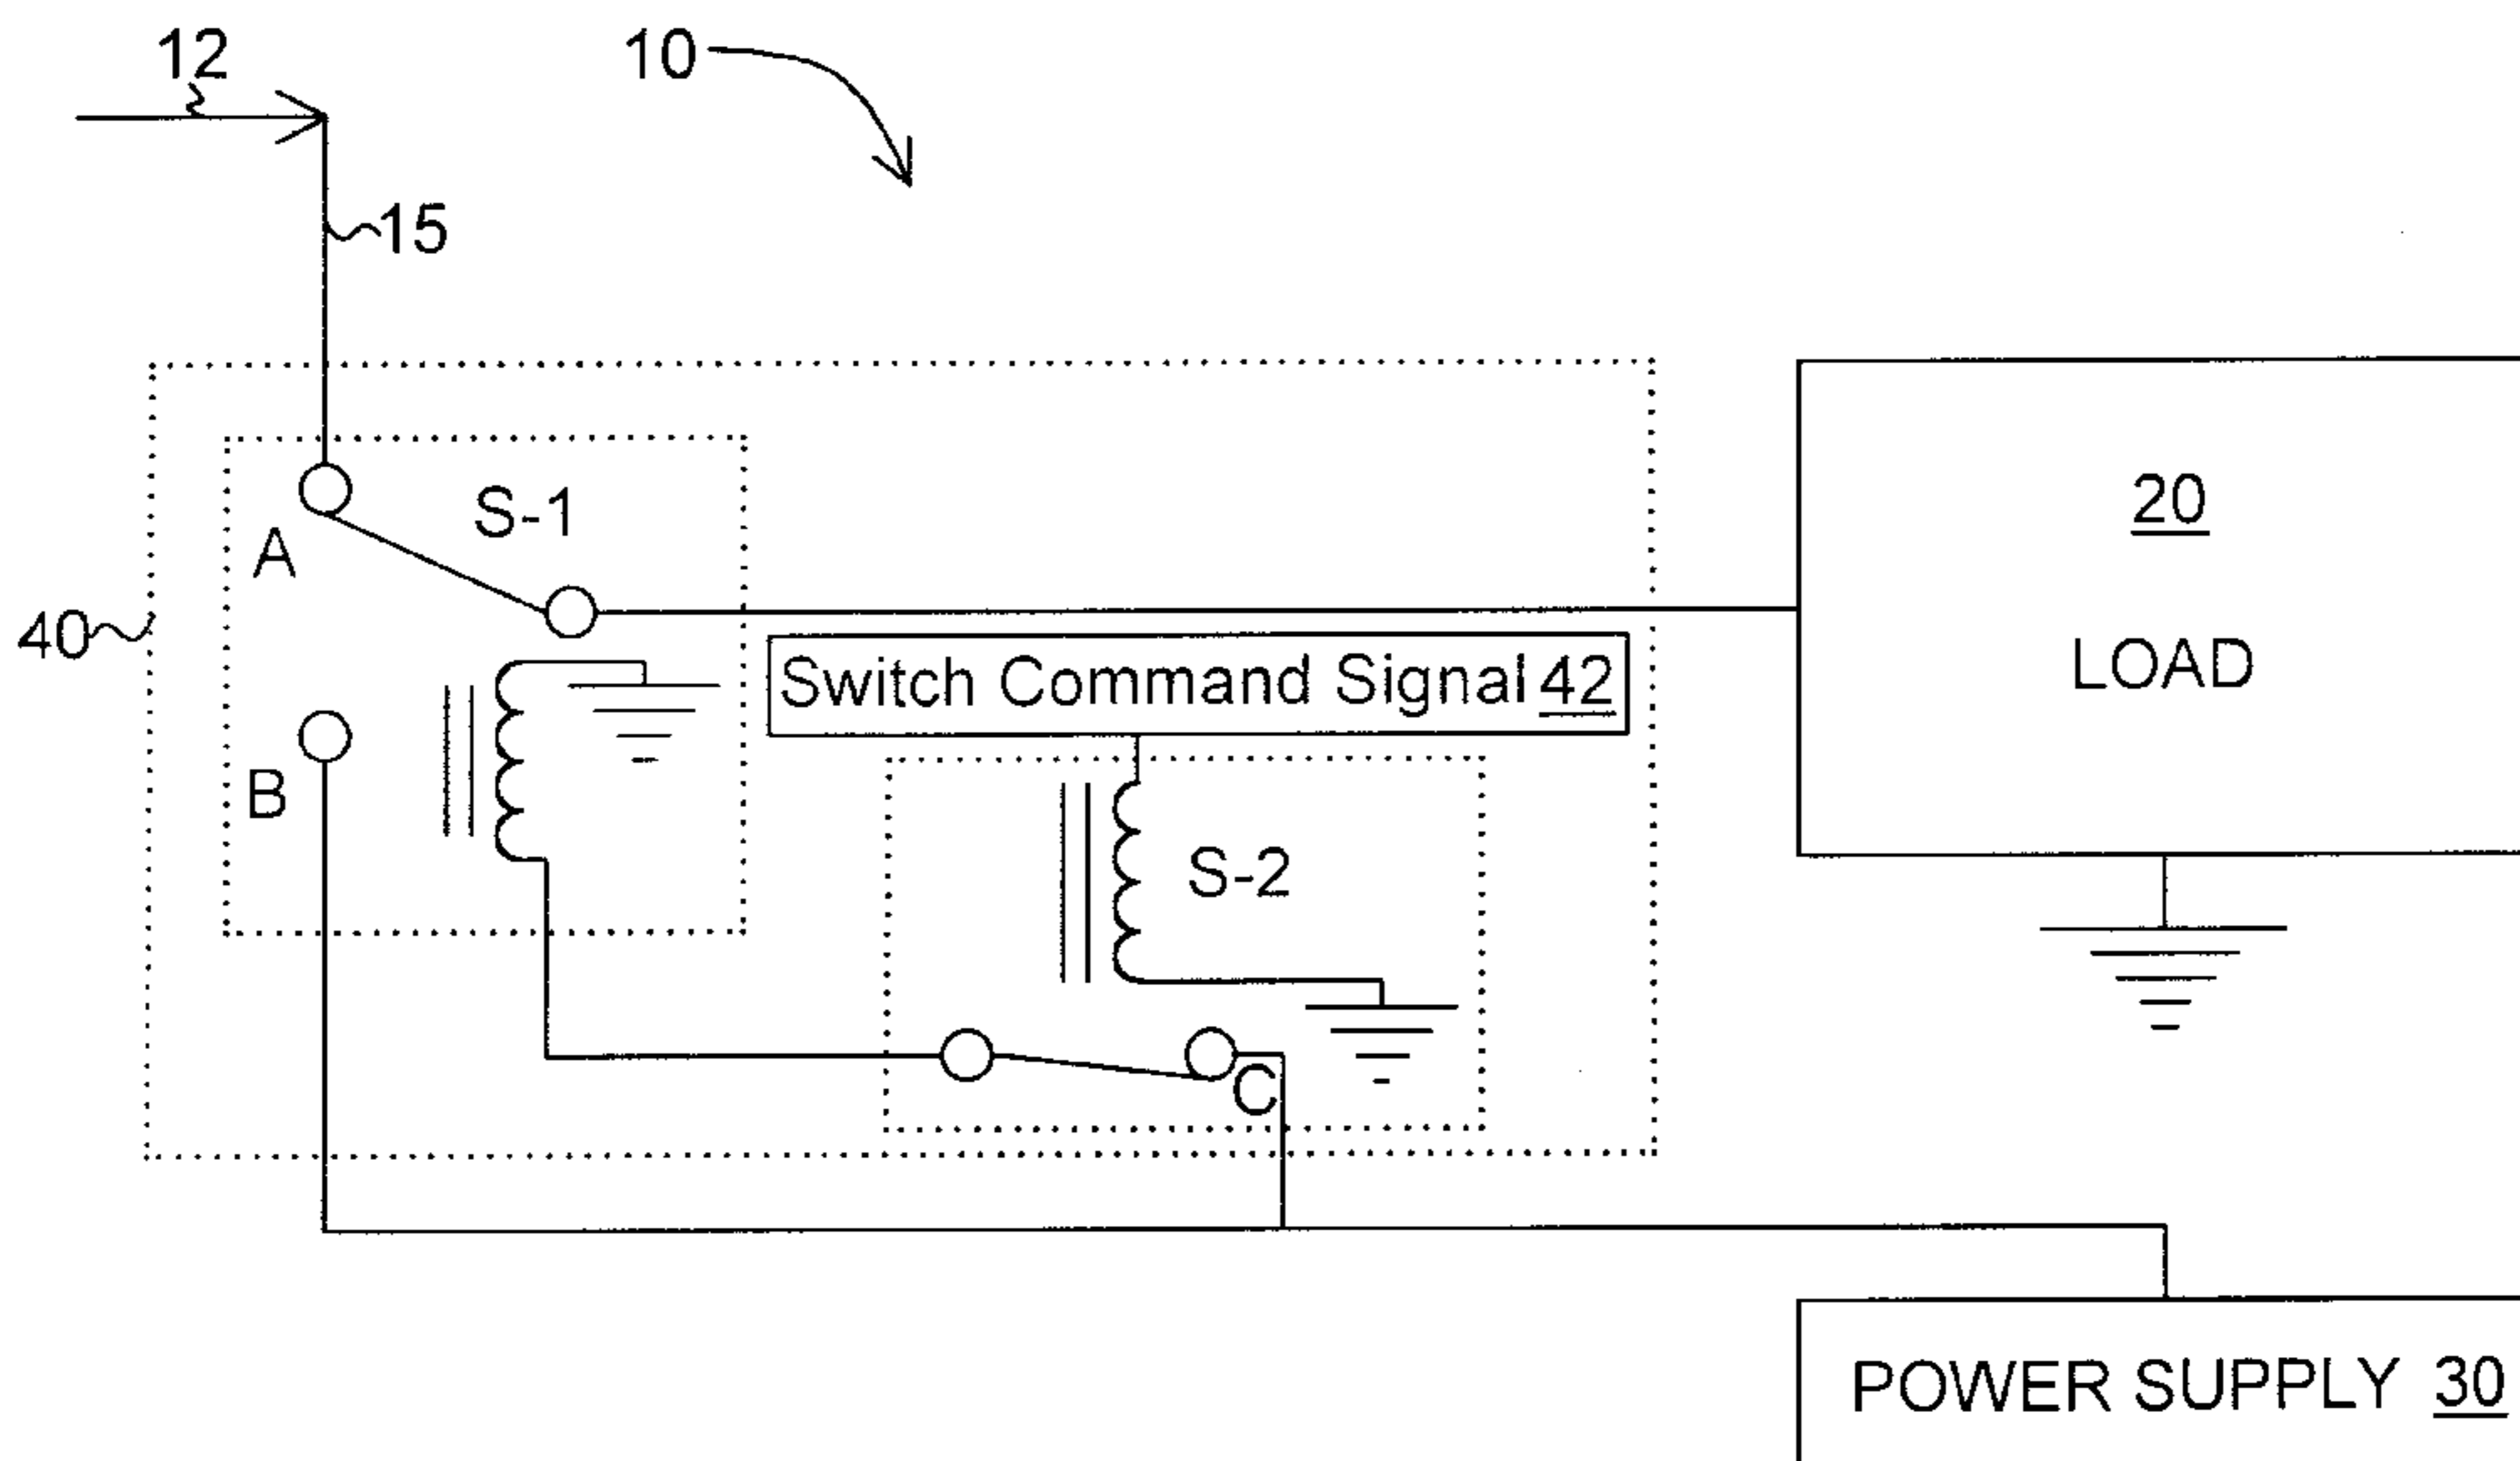 12
10
15
S-1
A
40
20
LOAD
Switch Command Signal 42
B
S-2
C
POWER SUPPLY 30